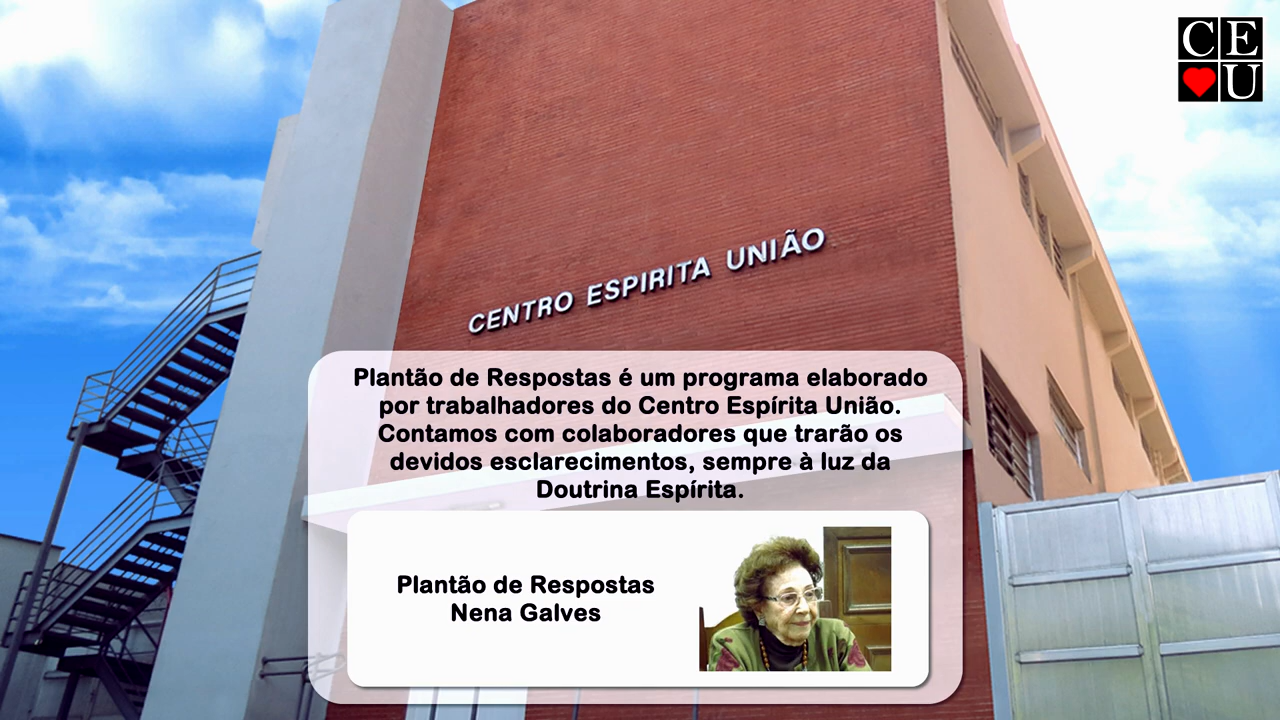 C E
U
CENTRO ESPIRITA UNIÃO
Plantão de Respostas é um programa elaborado
por trabalhadores do Centro Espírita União.
Contamos com colaboradores que trarão os
devidos esclarecimentos, sempre à luz da
Doutrina Espírita.
Plantão de Respostas
Nena Galves